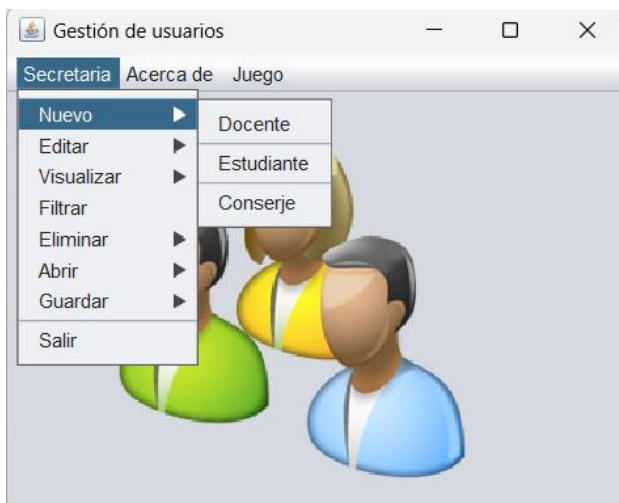 Gestión de usuarios
Secretaria Acerca de Juego
Nuevo
Editar
Visualizar
Filtrar
Eliminar
Abrir
Guardar
Salir
Docente
Estudiante
Conserje